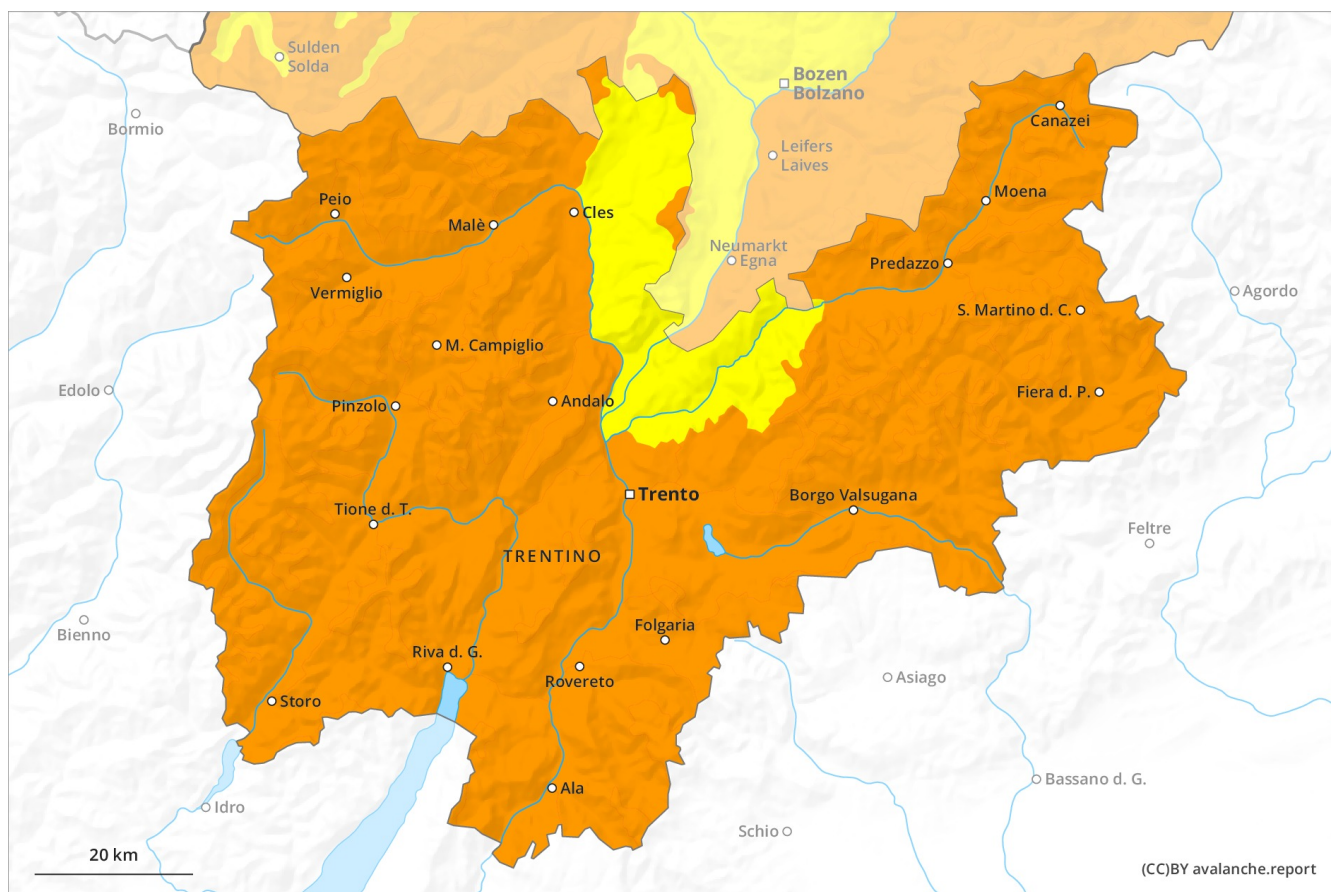 Sulden
Solda
Bozen
Bolzano
Bormio
Canazei
Leifers
Laives
Moena
Peio
Malè
Cles
Neumarkt
Egna
Predazzo
Vermiglio
Agordo
S. Martino d. C.
M. Campiglio
Edolo
Pinzolo
Andalo
Fiera d. P.
Trento
Borgo Valsugana
Tione d. T.
Feltre
TRENTINO
Bienno
Folgaria
Riva d. G.
Rovereto
Asiago
Storo
Bassano d. G.
Ala
Idro
Schio
20 km
(CC)BY avalanche.report